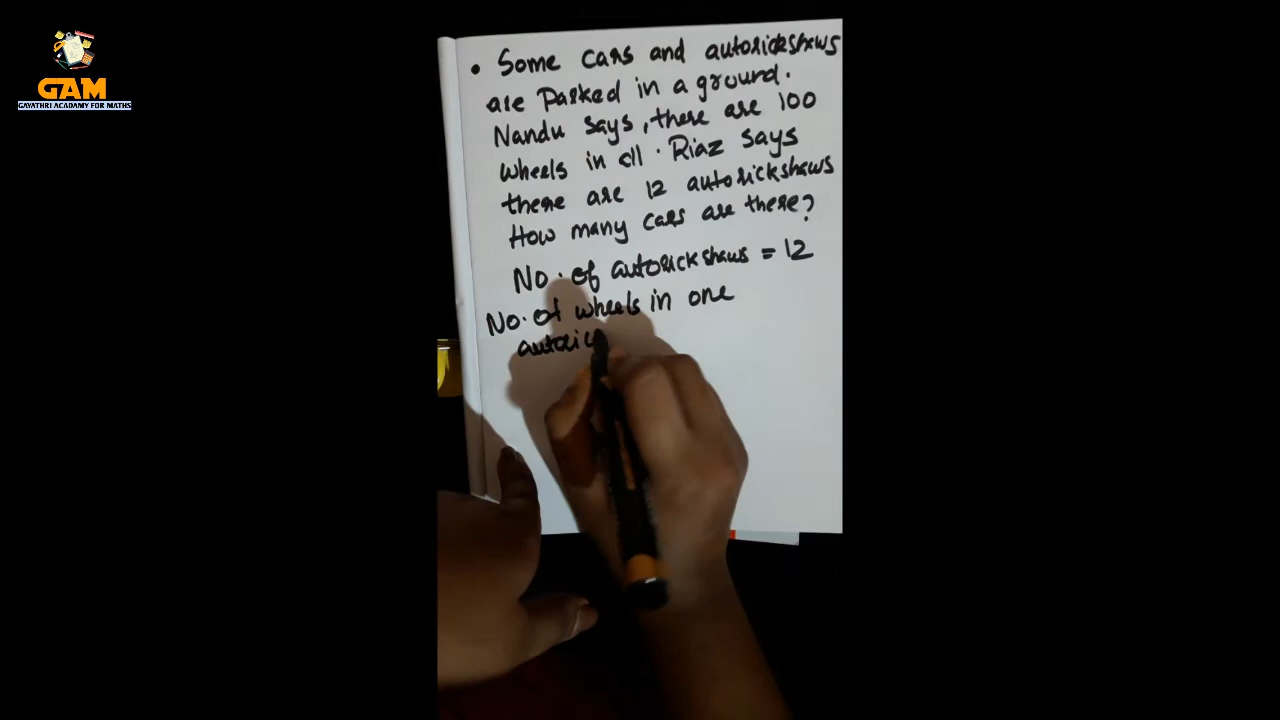 GAM
GAYATHRI ACADAMY FOR MATHS
• Some cars and autorickshaws
are Parked in a ground.
Nandu says, there are 100
wheels in all. Riaz says
there are 12 autorickshaws
How many cars are there?
No. of autorickshaws = 12
No. of wheels in one
autoric